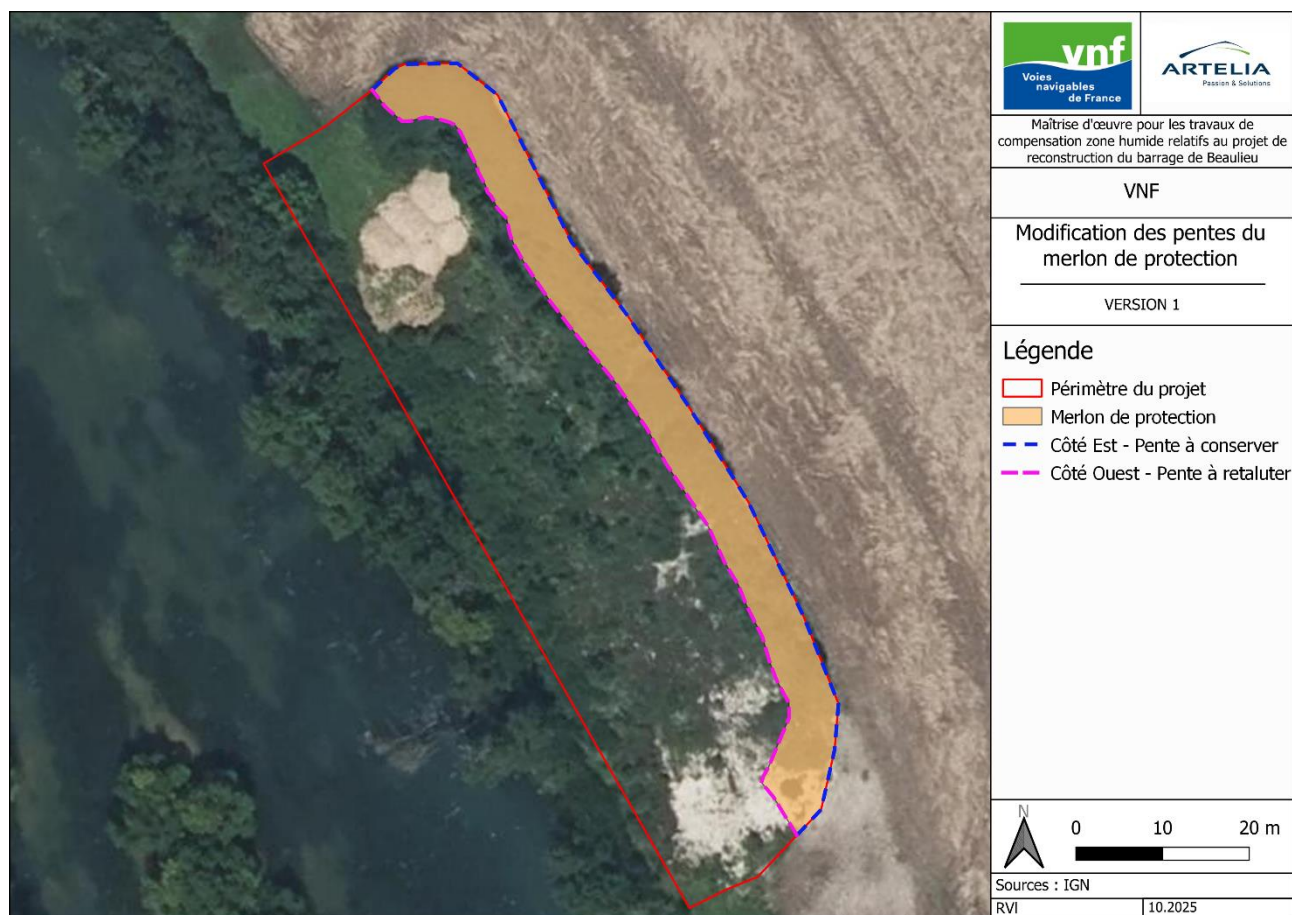 vnf
Voies
navigables
de France
ARTELIA
Passion & Solutions
Maîtrise d'œuvre pour les travaux de
compensation zone humide relatifs au projet de
reconstruction du barrage de Beaulieu
VNF
Modification des pentes du
merlon de protection
VERSION 1
Légende
Périmètre du projet
Merlon de protection
Côté Est - Pente à conserver
Côté Ouest - Pente à retaluter
N
0 10 20 m
Sources : IGN
RVI 10.2025